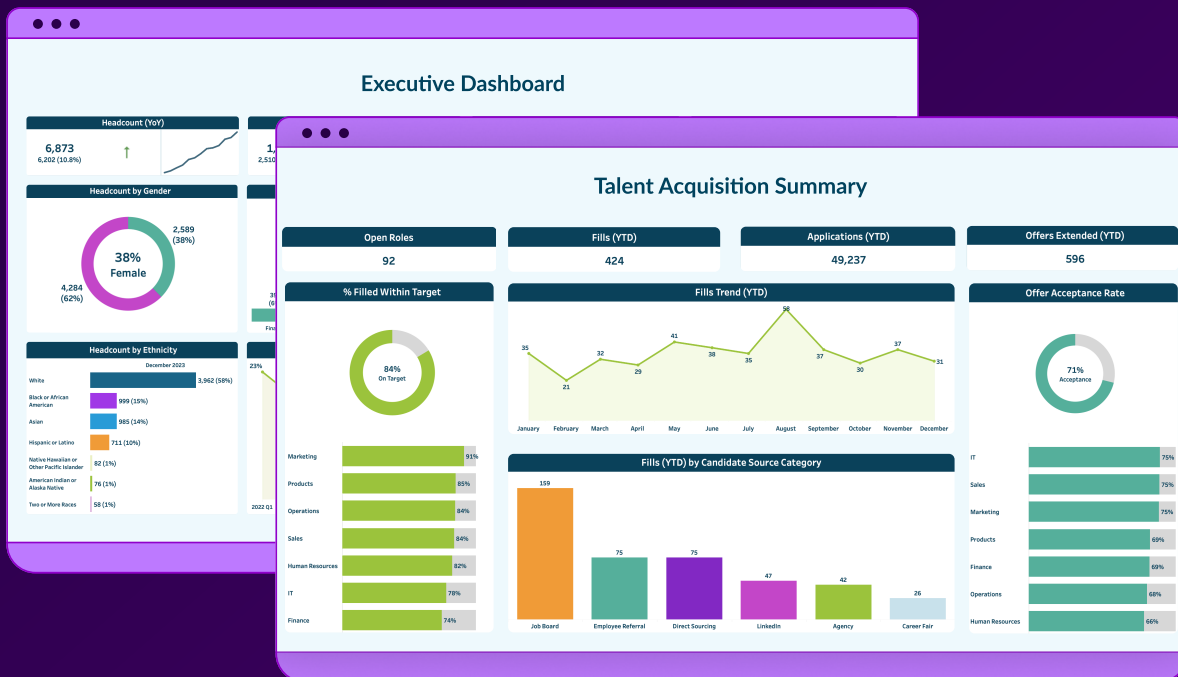 Executive Dashboard
Headcount (YoY)
6,873
6,202 (10.8%)
↑
1,
2,510
Headcount by Gender
2,589
(38%)
38%
Female
4,284
(62%)
Fina
Headcount by Ethnicity
December 2023
White
3,962 (58%)
Black or African
American
999 (15%)
Asian
985 (14%)
Hispanic or Latino
711 (10%)
Native Hawaiian or
Other Pacific Islander
82 (1%)
American Indian or
Alaska Native
76 (1%)
Two or More Races
58 (1%)
23%
2022 Q1
Talent Acquisition Summary
Open Roles
92
Fills (YTD)
424
Applications (YTD)
49,237
Offers Extended (YTD)
596
% Filled Within Target
84%
On Target
Marketing
91%
Products
85%
Operations
84%
Sales
84%
Human Resources
82%
IT
78%
Finance
74%
Fills Trend (YTD)
35
21
32
29
41
38
35
58
37
30
37
31
January
February
March
April
May
June
July
August
September
October
November
December
Fills (YTD) by Candidate Source Category
159
75
75
47
42
26
Job Board
Employee Referral
Direct Sourcing
LinkedIn
Agency
Career Fair
Offer Acceptance Rate
71%
Acceptance
IT
75%
Sales
75%
Marketing
75%
Products
69%
Finance
69%
Operations
68%
Human Resources
66%